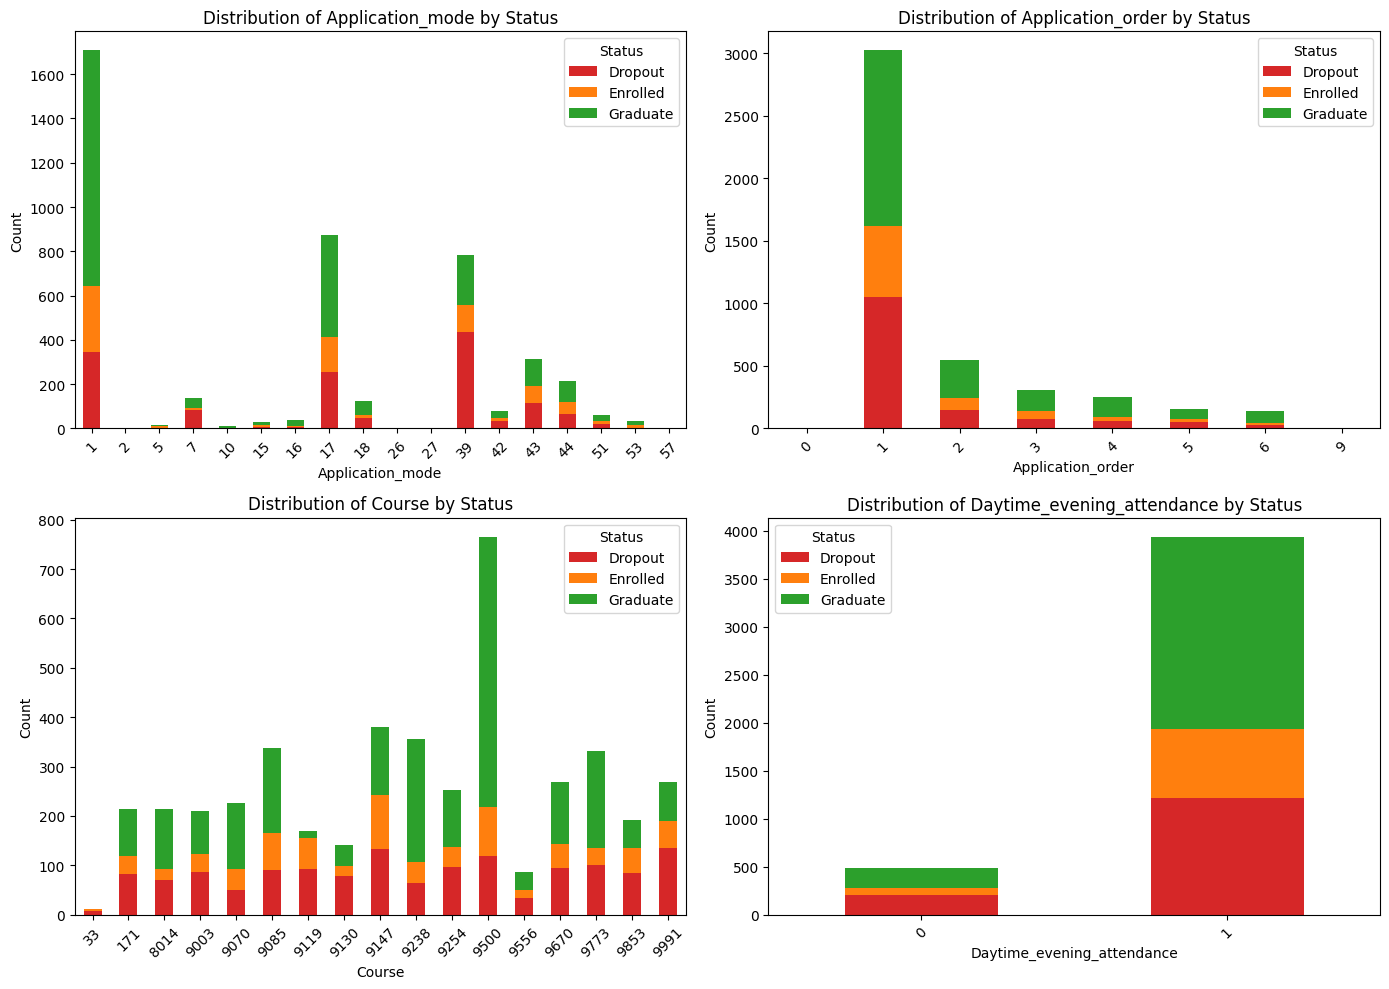 Distribution of Application_mode by Status
Count
1600
1400
1200
1000
800
600
400
200
0
Status
Dropout
Enrolled
Graduate
1 2 5 7 10 15 16 17 18 26 27 39 42 43 44 51 53 57
Application_mode
Distribution of Application_order by Status
Count
3000
2500
2000
1500
1000
500
0
Status
Dropout
Enrolled
Graduate
0 1 2 3 4 5 6 9
Application_order
Distribution of Course by Status
Count
800
700
600
500
400
300
200
100
0
Status
Dropout
Enrolled
Graduate
33 171 8014 9003 9070 9085 9119 9130 9147 9238 9254 9500 9556 9670 9773 9853 9991
Course
Distribution of Daytime_evening_attendance by Status
Count
4000
3500
3000
2500
2000
1500
1000
500
0
Status
Dropout
Enrolled
Graduate
0 1
Daytime_evening_attendance